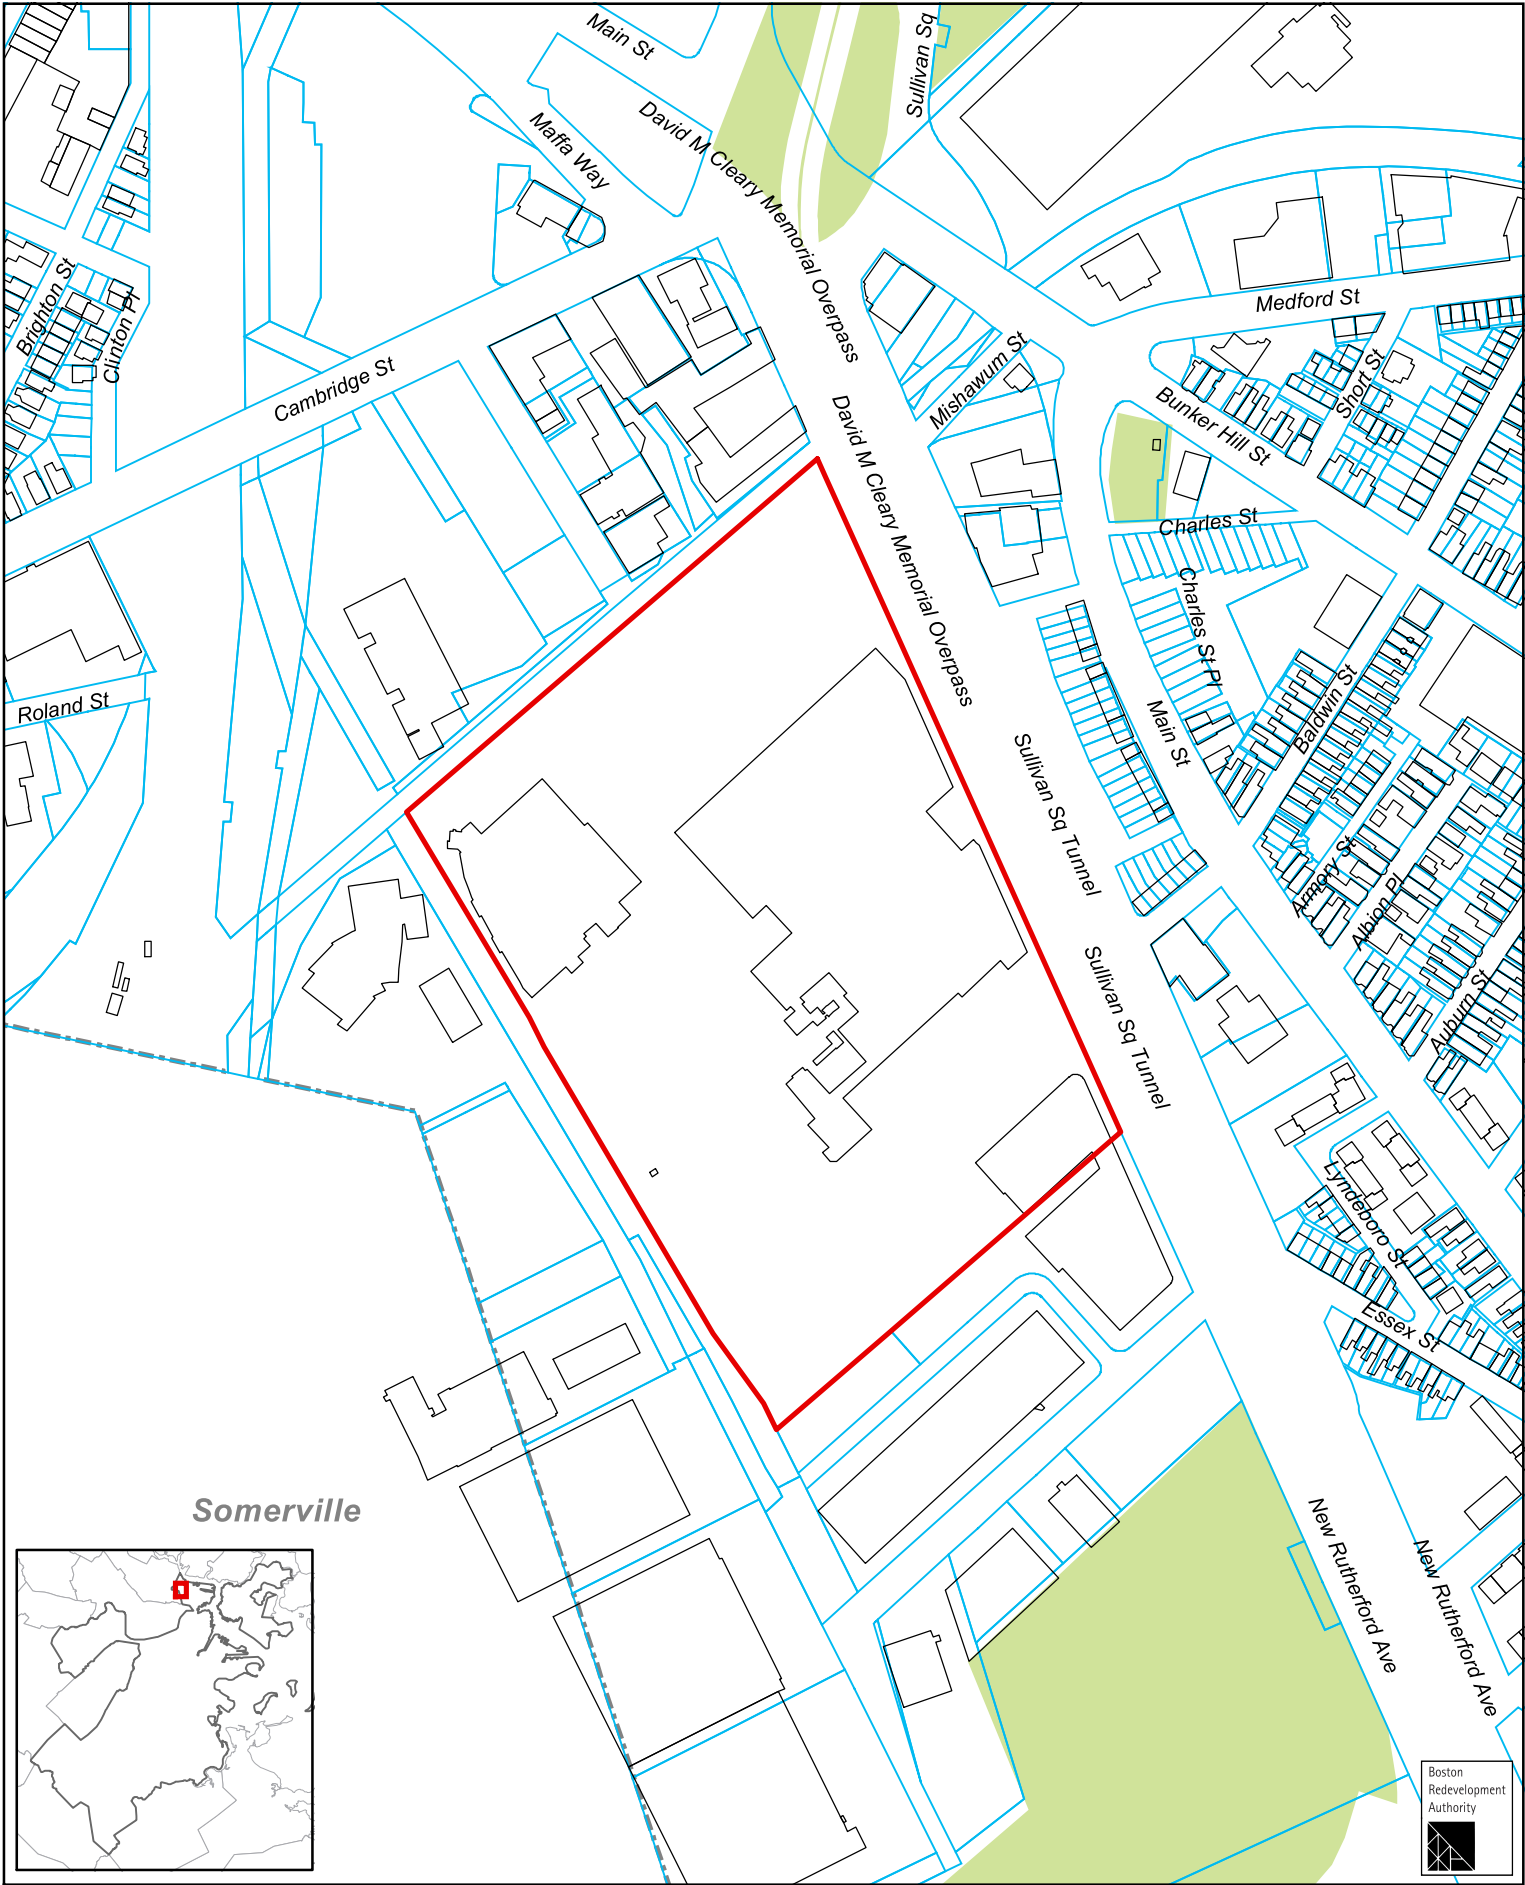 Main St
Sullivan Sq
David M Cleary Memorial Overpass
Maffa Way
Brighton St
Clinton Pl
Cambridge St
Medford St
Mishawum St
Short St
Bunker Hill St
David M Cleary Memorial Overpass
Charles St
Charles St Pl
Roland St
Main St
Baldwin St
Sullivan Sq Tunnel
Armory St
Albion Pl
Sullivan Sq Tunnel
Auburn St
Lyndeboro St
Essex St
Somerville
New Rutherford Ave
New Rutherford Ave
Boston
Redevelopment
Authority